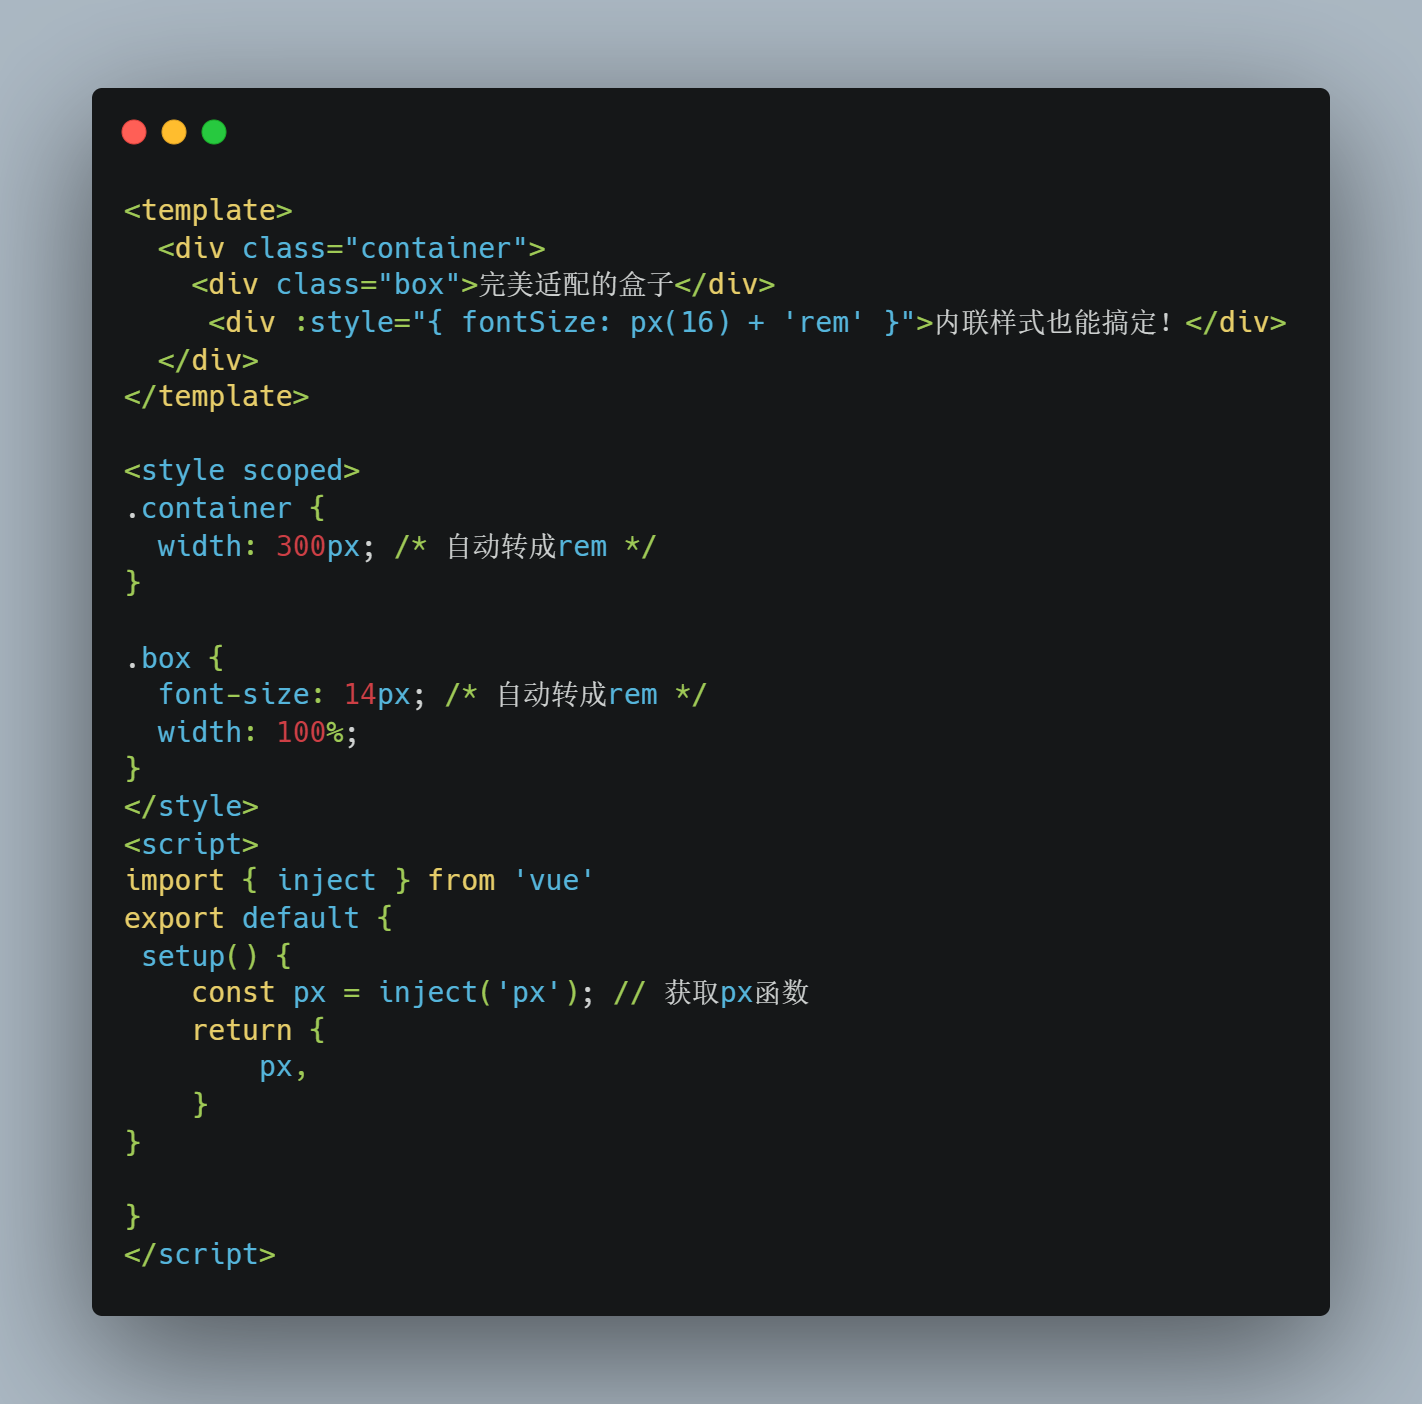 <template>
  <div class="container">
    <div class="box">完美适配的盒子</div>
     <div :style="{ fontSize: px(16) + 'rem' }">内联样式也能搞定！</div>
  </div>
</template>

<style scoped>
.container {
  width: 300px; /* 自动转成rem */
}

.box {
  font-size: 14px; /* 自动转成rem */
  width: 100%;
}
</style>
<script>
import { inject } from 'vue'
export default {
 setup() {
    const px = inject('px'); // 获取px函数
    return {
        px,
    }
}

}
</script>